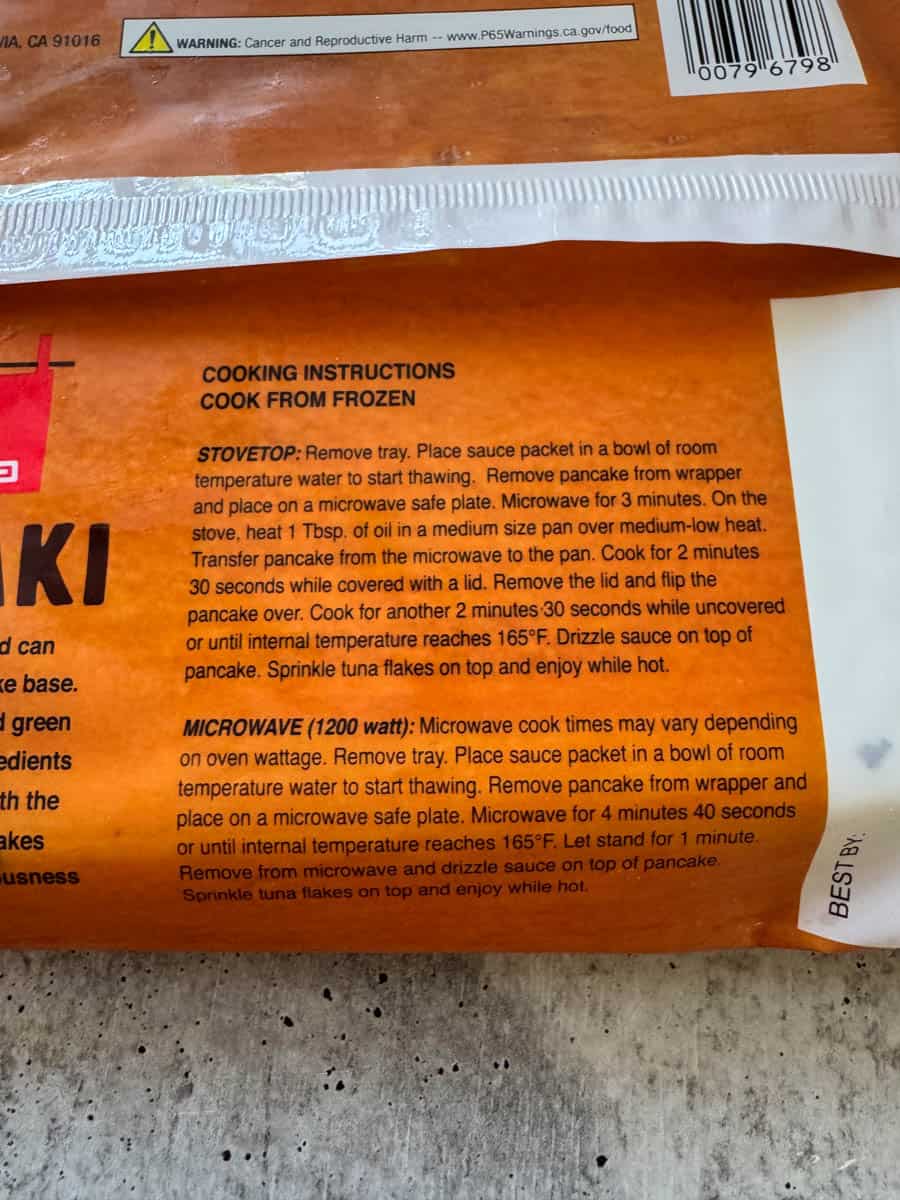 VIA, CA 91016
WARNING: Cancer and Reproductive Harm -- www.P65Warnings.ca.gov/food
0079 6798
COOKING INSTRUCTIONS
COOK FROM FROZEN
STOVETOP: Remove tray. Place sauce packet in a bowl of room
temperature water to start thawing. Remove pancake from wrapper
and place on a microwave safe plate. Microwave for 3 minutes. On the
stove, heat 1 Tbsp. of oil in a medium size pan over medium-low heat.
Transfer pancake from the microwave to the pan. Cook for 2 minutes
30 seconds while covered with a lid. Remove the lid and flip the
pancake over. Cook for another 2 minutes 30 seconds while uncovered
or until internal temperature reaches 165°F. Drizzle sauce on top of
pancake. Sprinkle tuna flakes on top and enjoy while hot.
MICROWAVE (1200 watt): Microwave cook times may vary depending
on oven wattage. Remove tray. Place sauce packet in a bowl of room
temperature water to start thawing. Remove pancake from wrapper and
place on a microwave safe plate. Microwave for 4 minutes 40 seconds
or until internal temperature reaches 165°F. Let stand for 1 minute.
Remove from microwave and drizzle sauce on top of pancake.
Sprinkle tuna flakes on top and enjoy while hot.
KI
d can
ke base.
d green
edients
th the
akes
ousness
BEST BY: